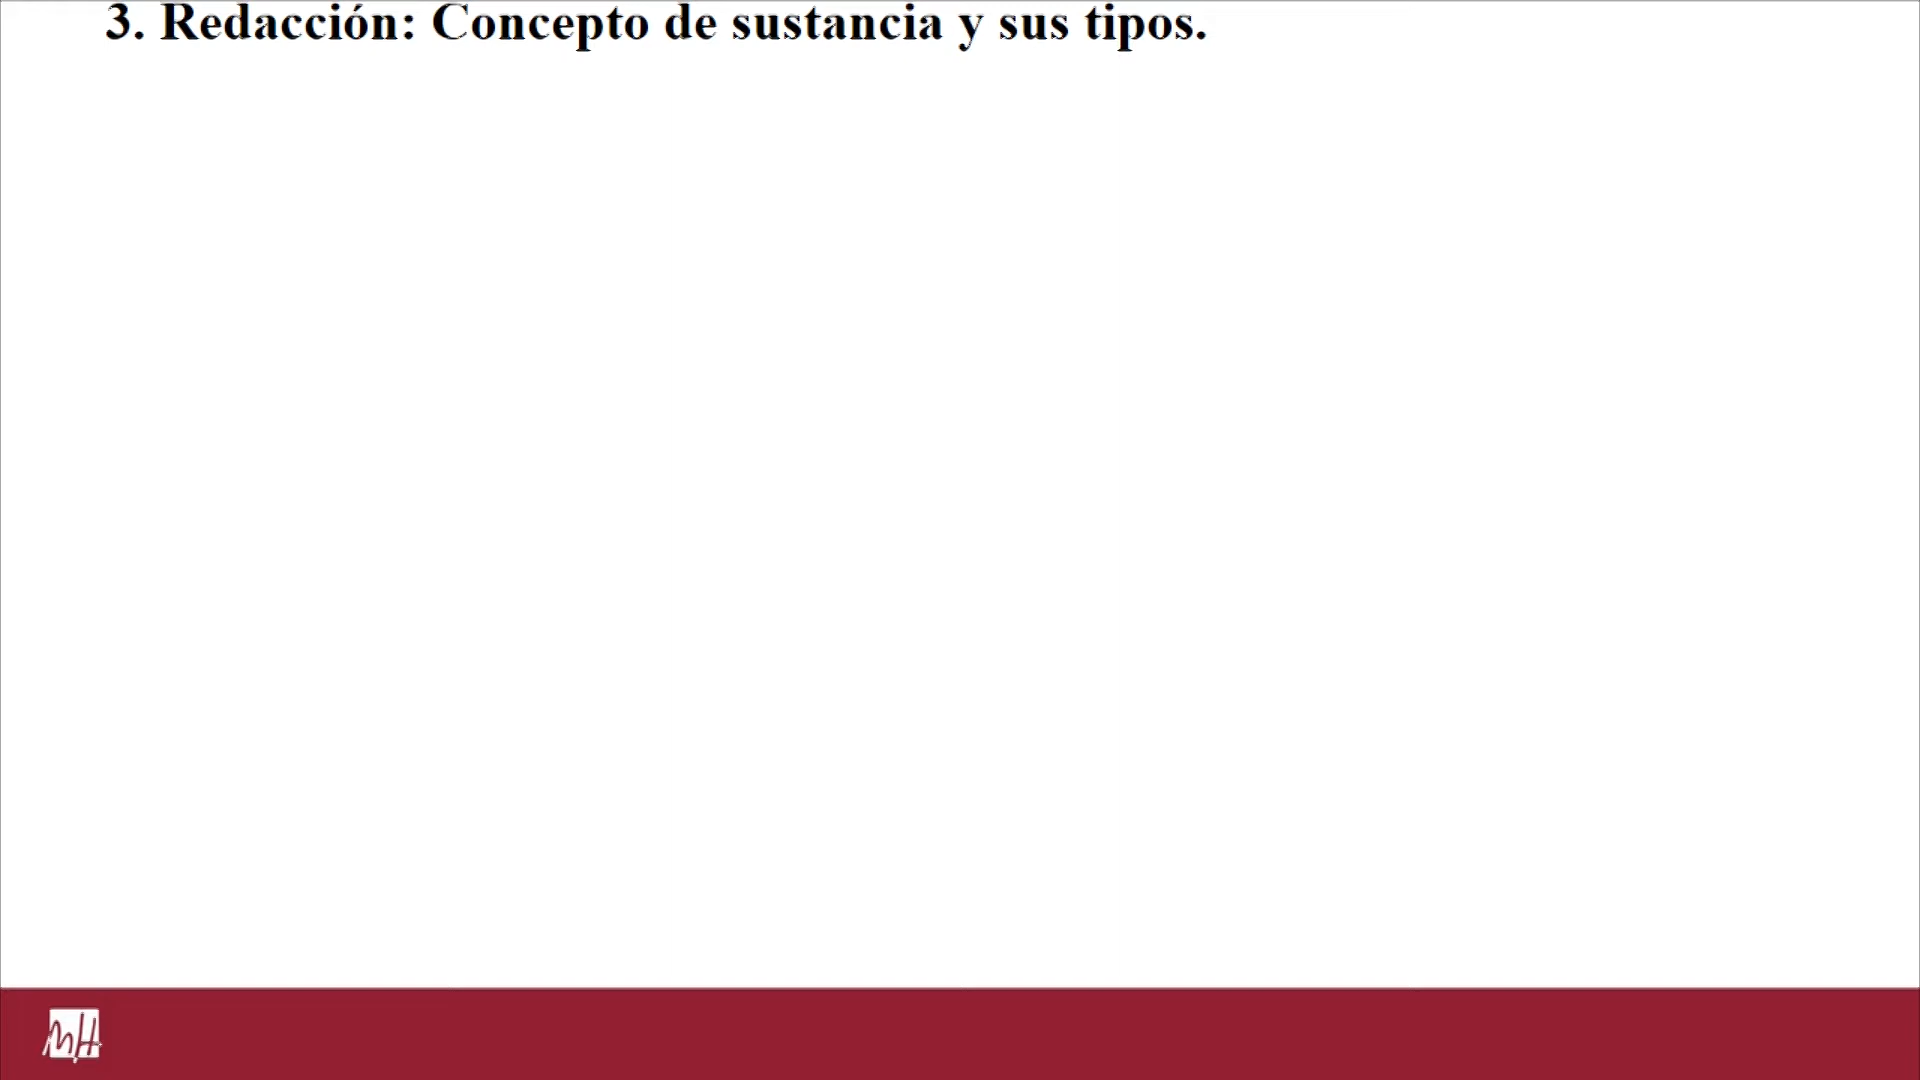 3. Redacción: Concepto de sustancia y sus tipos.